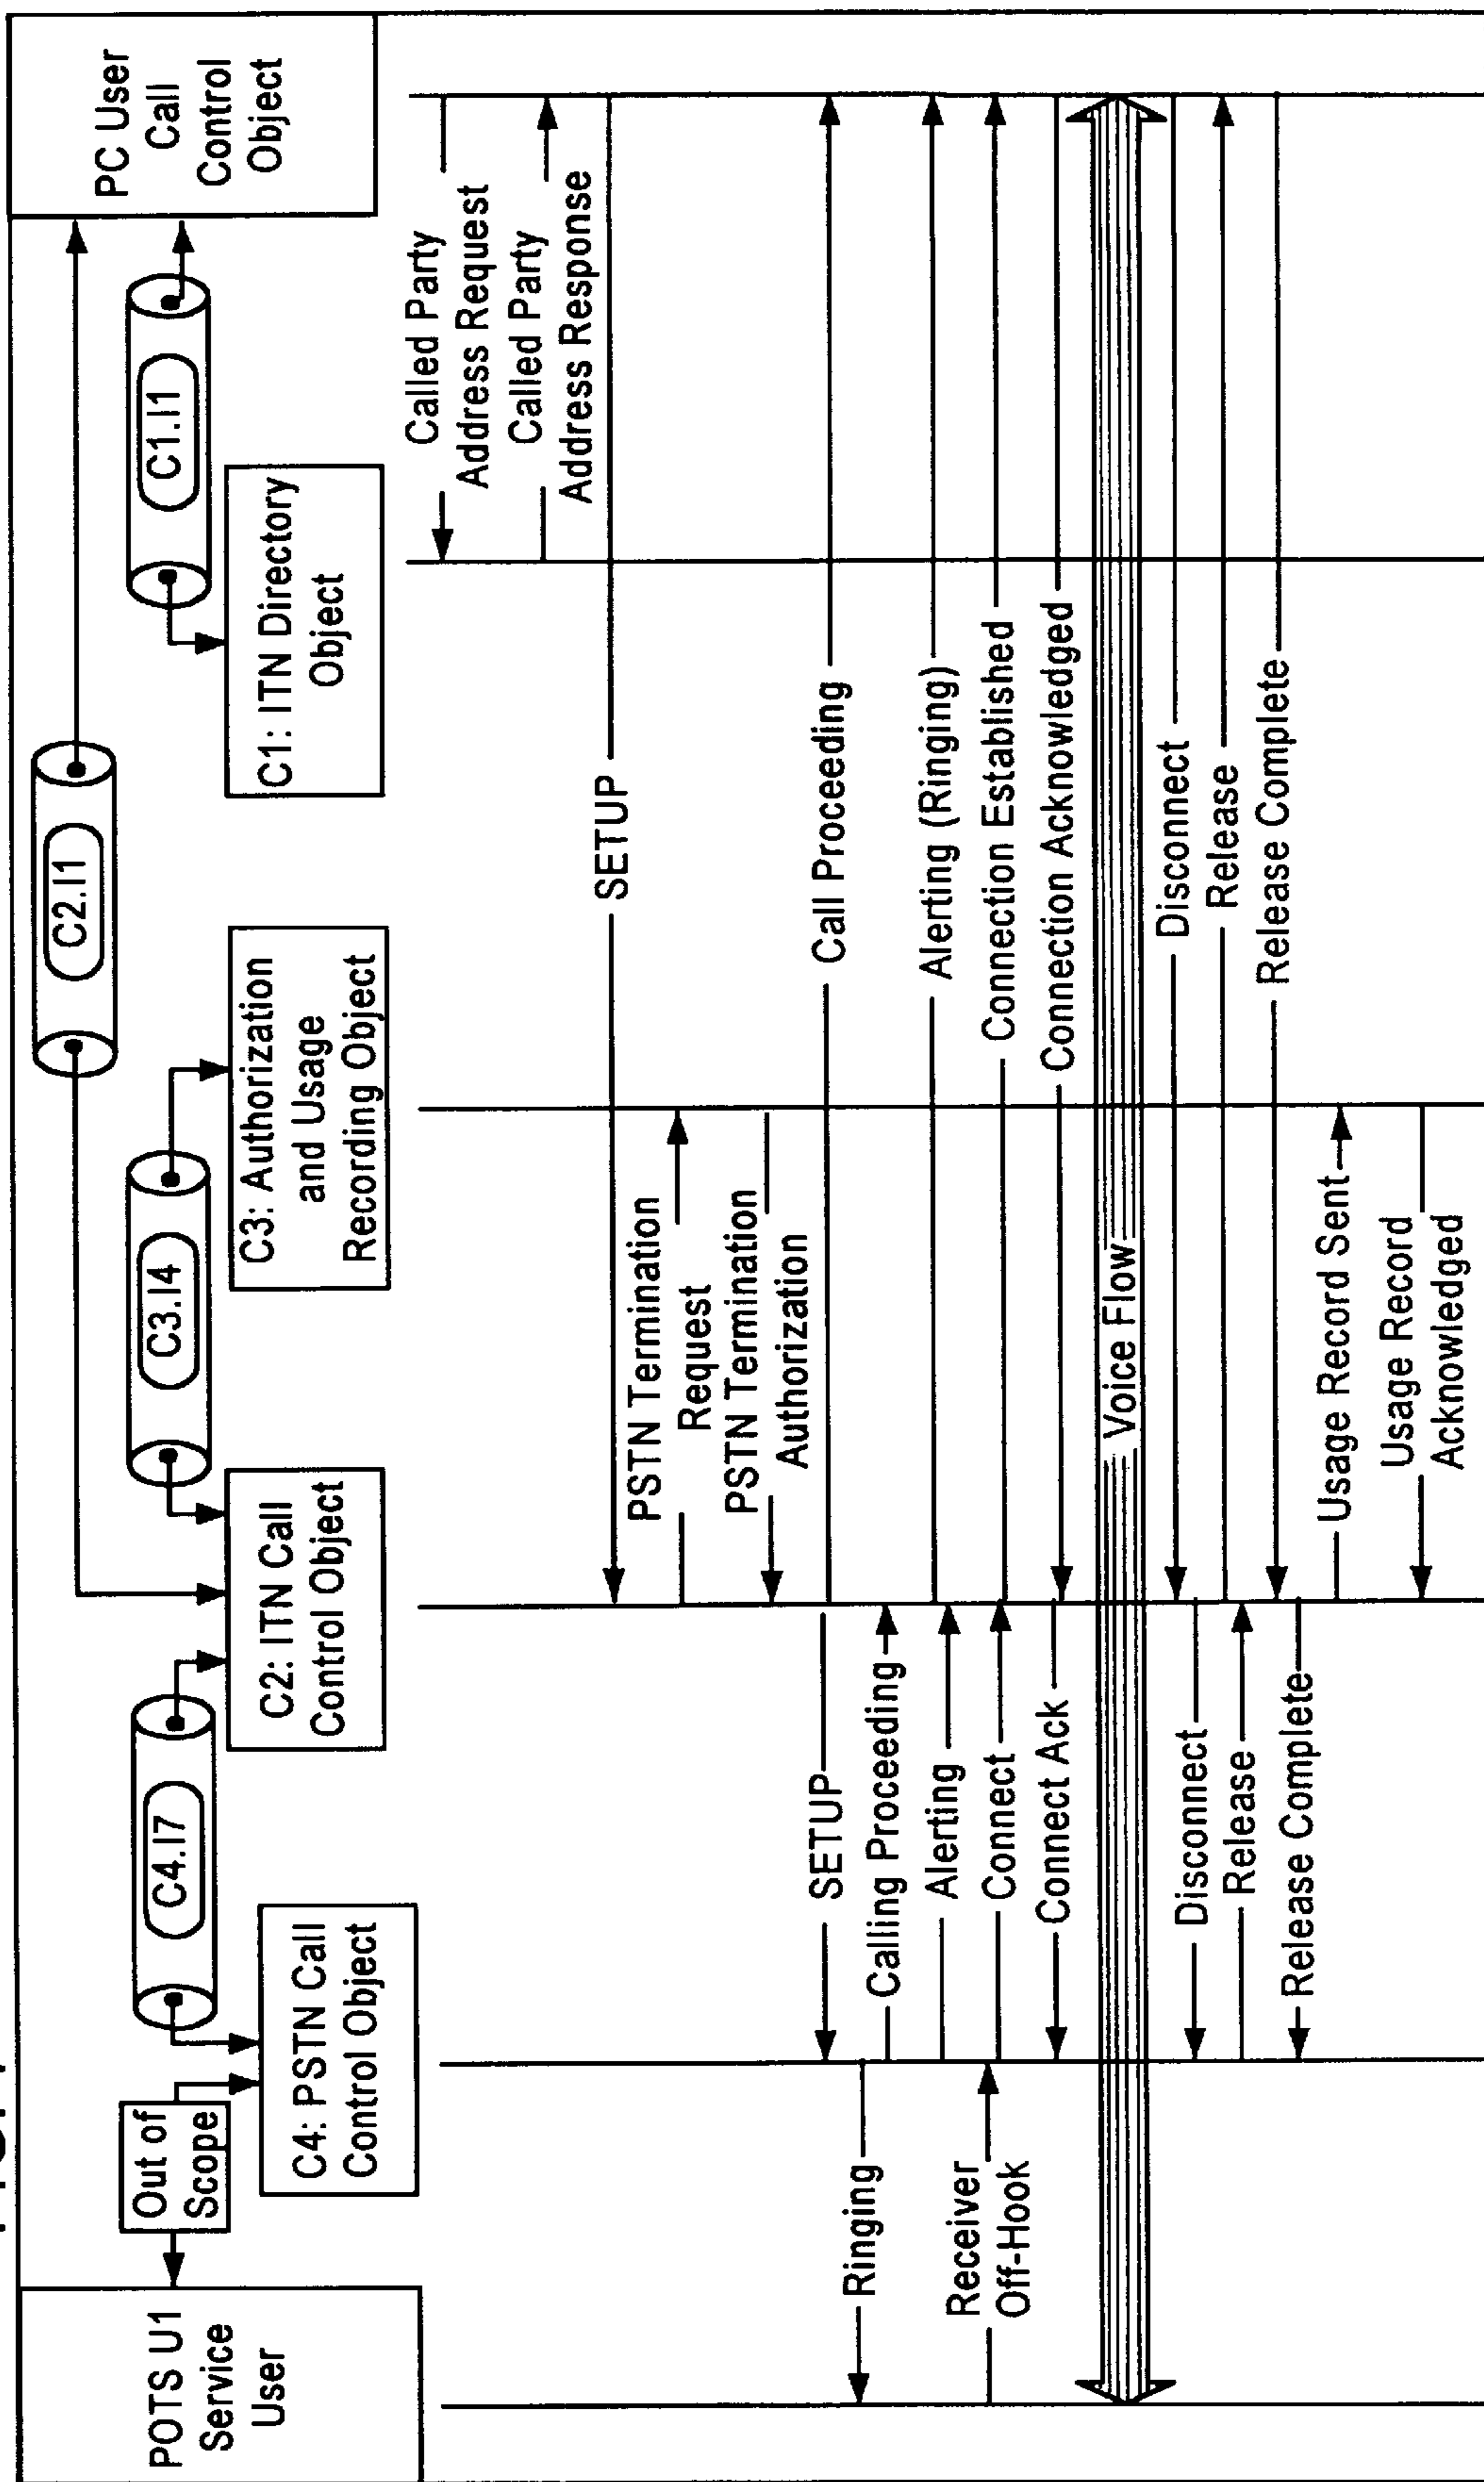 POTS U1
Service
User
Out of
Scope
C4.I7
C4: PSTN Call
Control Object
C2: ITN Call
Control Object
C3.I4
C3: Authorization
and Usage
Recording Object
C2.I1
C1: ITN Directory
Object
C1.I1
PC User
Call
Control
Object
Called Party
Address Request
Called Party
Address Response
SETUP
PSTN Termination
Request
PSTN Termination
Authorization
SETUP
Call Proceeding
Ringing
Calling Proceeding
Alerting
Alerting (Ringing)
Receiver
Off-Hook
Connect
Connection Established
Connect Ack
Connection Acknowledged
Voice Flow
Disconnect
Disconnect
Release
Release
Release Complete
Release Complete
Usage Record Sent
Usage Record
Acknowledged